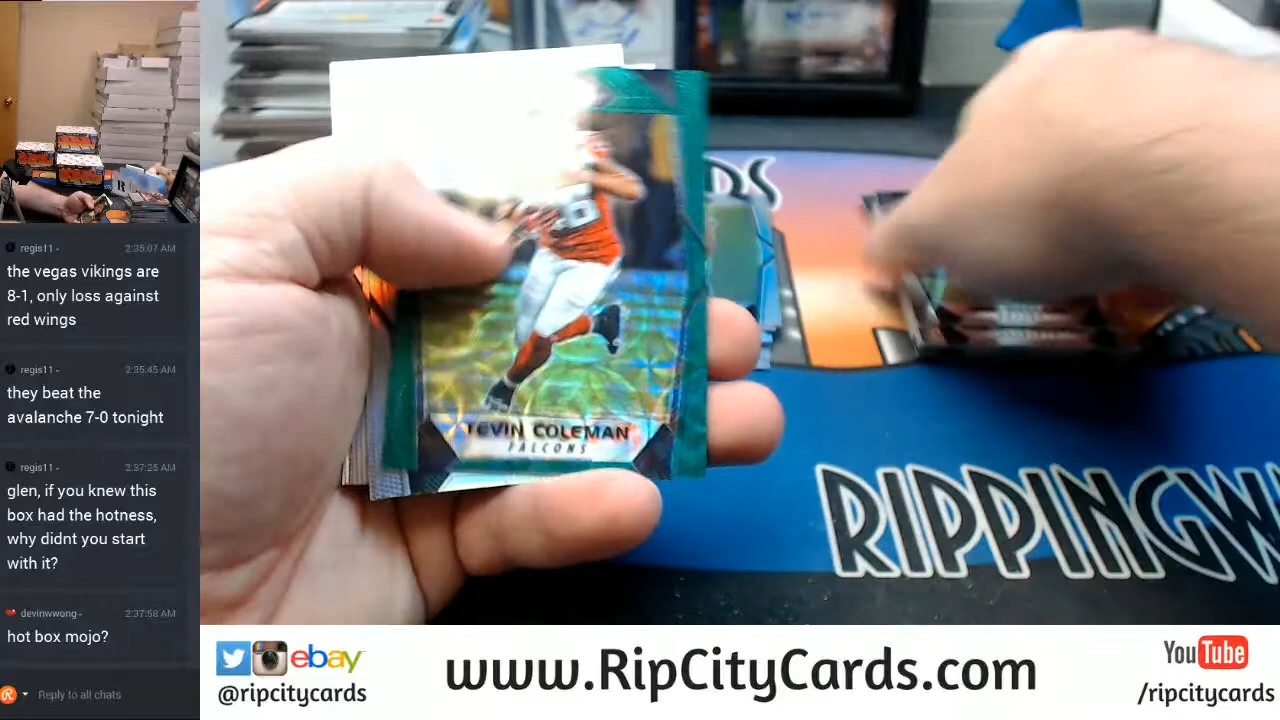 regis11 - 2:35:07 AM
the vegas vikings are
8-1, only loss against
red wings
regis11 - 2:35:45 AM
they beat the
avalanche 7-0 tonight
regis11 - 2:37:25 AM
glen, if you knew this
box had the hotness,
why didnt you start
with it?
devinwwong - 2:37:58 AM
hot box mojo?
Reply to all chats
DS
TEVIN COLEMAN
FALCONS
RIPPINGW
ebay
@ripcitycards
www.RipCityCards.com
YouTube
/ripcitycards